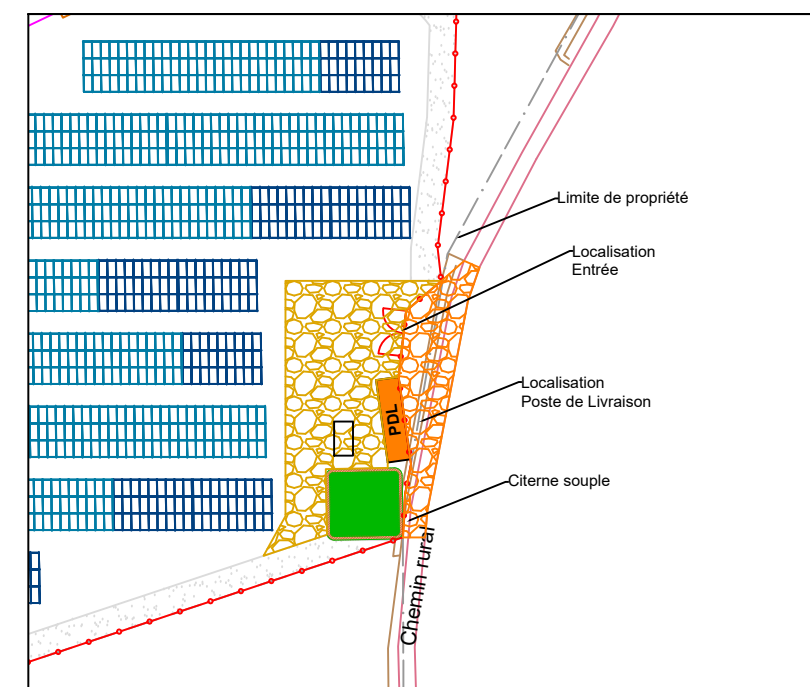 Limite de propriété
Localisation
Entrée
Localisation
Poste de Livraison
PDL
Citerne souple
Chemin rural